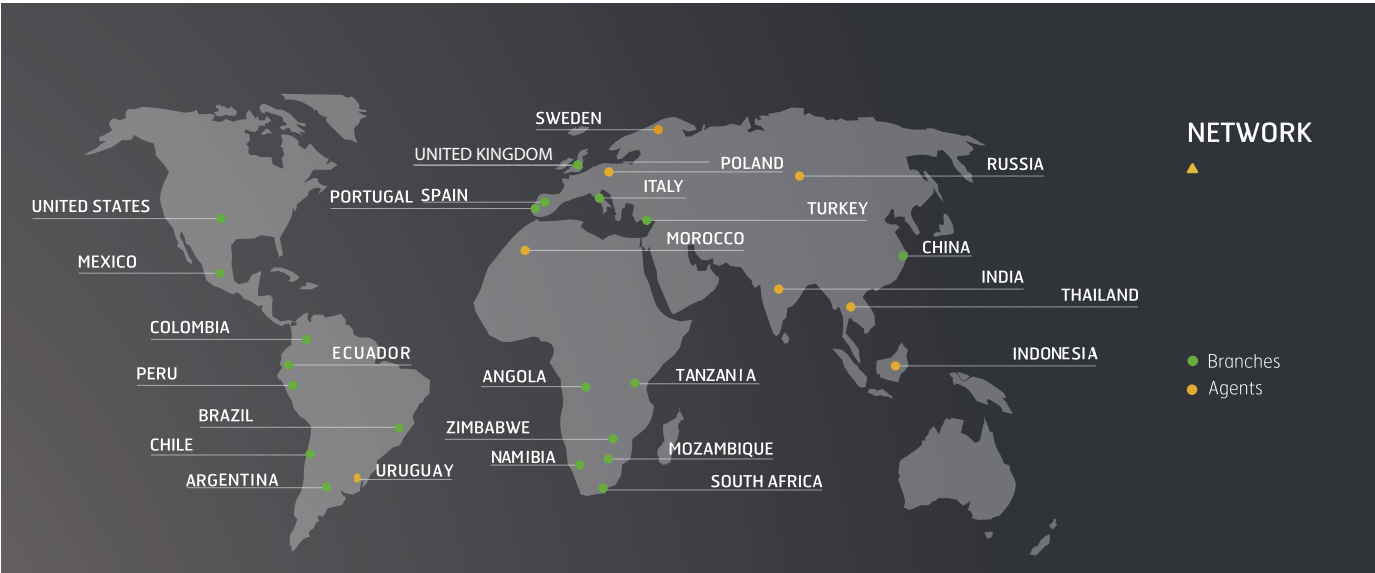 SWEDEN
NETWORK
UNITED KINGDOM
POLAND
RUSSIA
ITALY
PORTUGAL SPAIN
UNITED STATES
TURKEY
MOROCCO
CHINA
MEXICO
INDIA
THAILAND
COLOMBIA
ECUADOR
INDONESIA
Branches
PERU
ANGOLA
TANZANIA
Agents
BRAZIL
ZIMBABWE
CHILE
MOZAMBIQUE
NAMIBIA
URUGUAY
ARGENTINA
SOUTH AFRICA